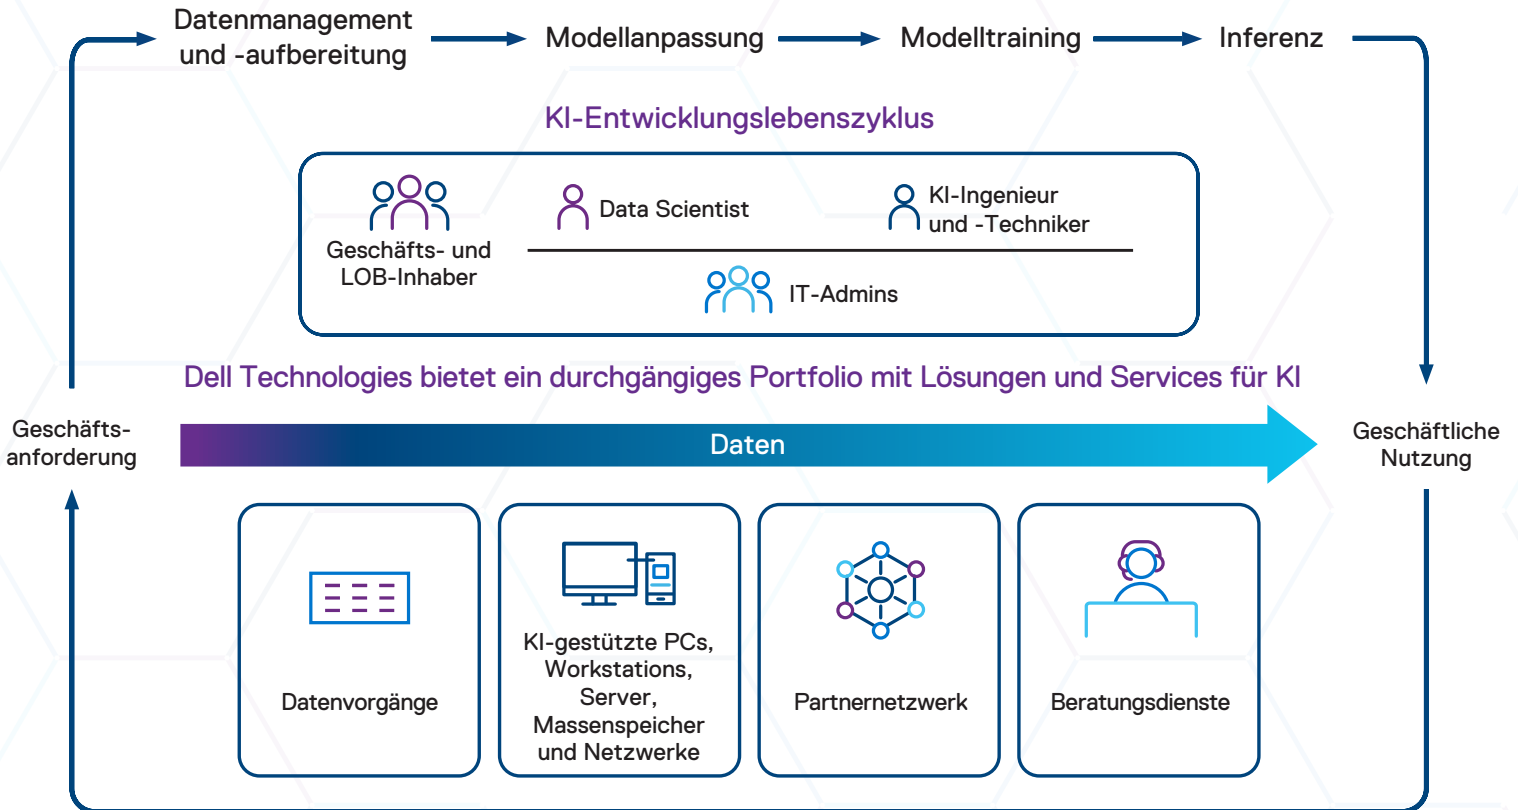 Datenmanagement
und -aufbereitung
Modellanpassung
Modelltraining
Inferenz
KI-Entwicklungslebenszyklus
Geschäfts- und
LOB-Inhaber
Data Scientist
KI-Ingenieur
und -Techniker
IT-Admins
Dell Technologies bietet ein durchgängiges Portfolio mit Lösungen und Services für KI
Geschäfts-
anforderung
Daten
Geschäftliche
Nutzung
Datenvorgänge
KI-gestützte PCs,
Workstations,
Server,
Massenspeicher
und Netzwerke
Partnernetzwerk
Beratungsdienste